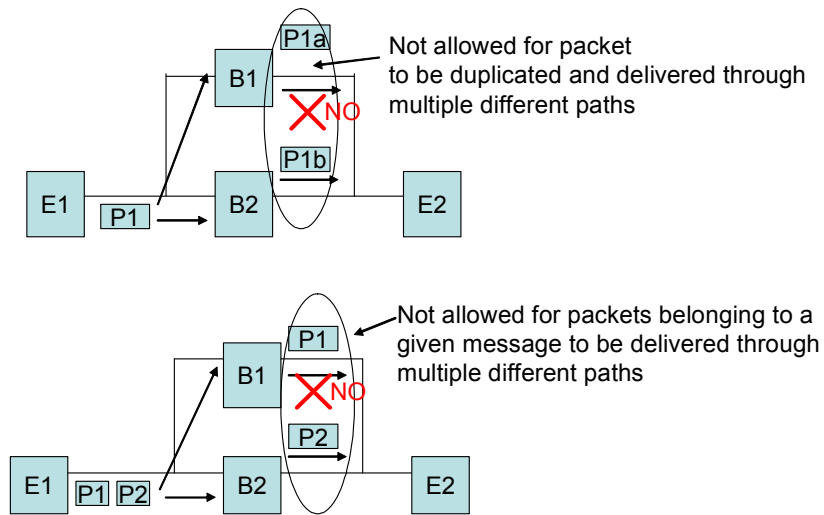 P1a
Not allowed for packet
to be duplicated and delivered through
multiple different paths
B1
NO
P1b
E1
P1
B2
E2
Not allowed for packets belonging to a
given message to be delivered through
multiple different paths
P1
B1
NO
P2
E1
P1 P2
B2
E2